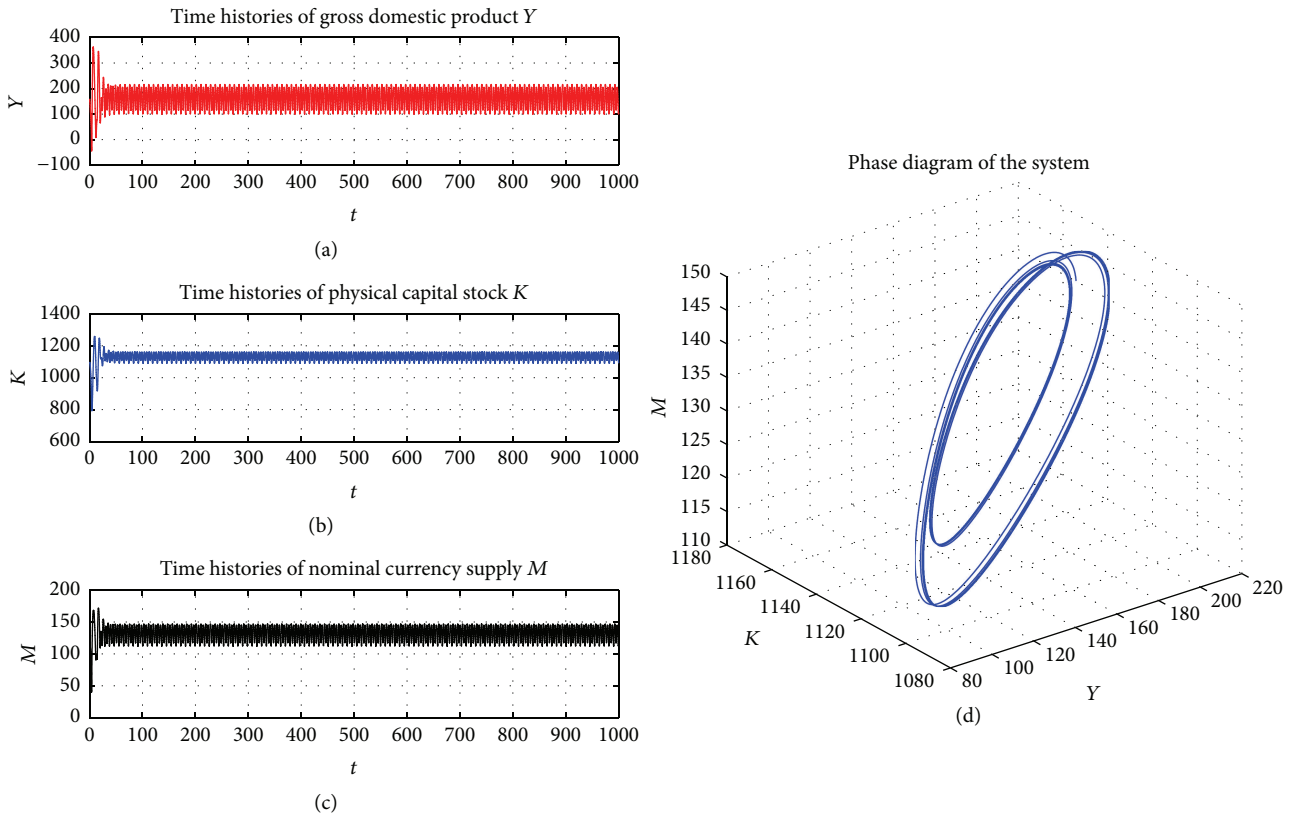 Time histories of gross domestic product Y
400
300
200
100
0
−100
Y
0 100 200 300 400 500 600 700 800 900 1000
t
(a)
Time histories of physical capital stock K
1400
1200
1000
800
600
K
0 100 200 300 400 500 600 700 800 900 1000
t
(b)
Time histories of nominal currency supply M
200
150
100
50
0
M
0 100 200 300 400 500 600 700 800 900 1000
t
(c)
Phase diagram of the system
150
145
140
135
130
125
120
115
110
M
1180
1160
1140
1120
1100
1080
K
80
100
120
140
160
180
200
220
Y
(d)